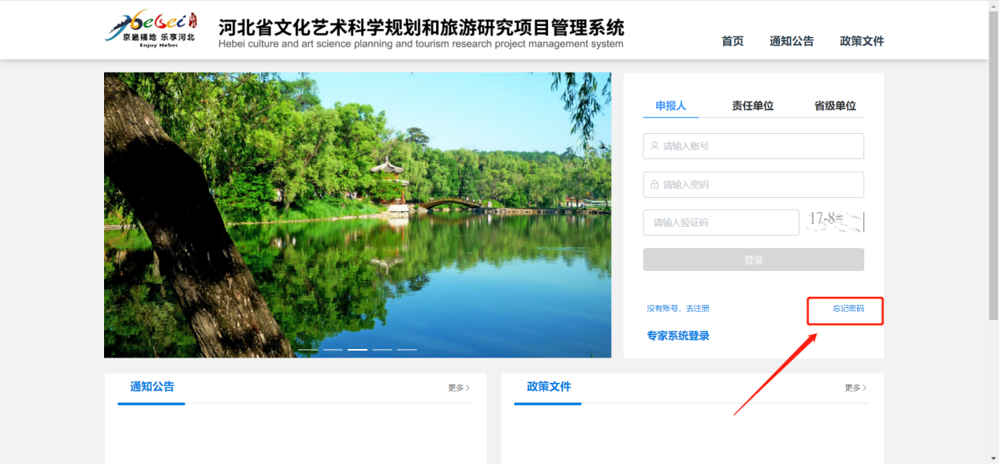 Hebei
京畿福地 乐享河北
Enjoy Hebei
河北省文化艺术科学规划和旅游研究项目管理系统
Hebei culture and art science planning and tourism research project management system
首页 通知公告 政策文件
申报人 责任单位 省级单位
请输入账号
请输入密码
请输入验证码 17-8=
登录
没有账号，去注册 忘记密码
专家系统登录
通知公告 更多 >
政策文件 更多 >